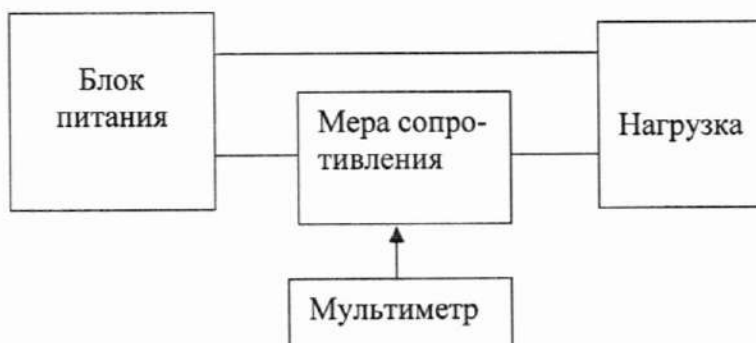 Блок
питания
Мера сопро-
тивления
Нагрузка
Мультиметр